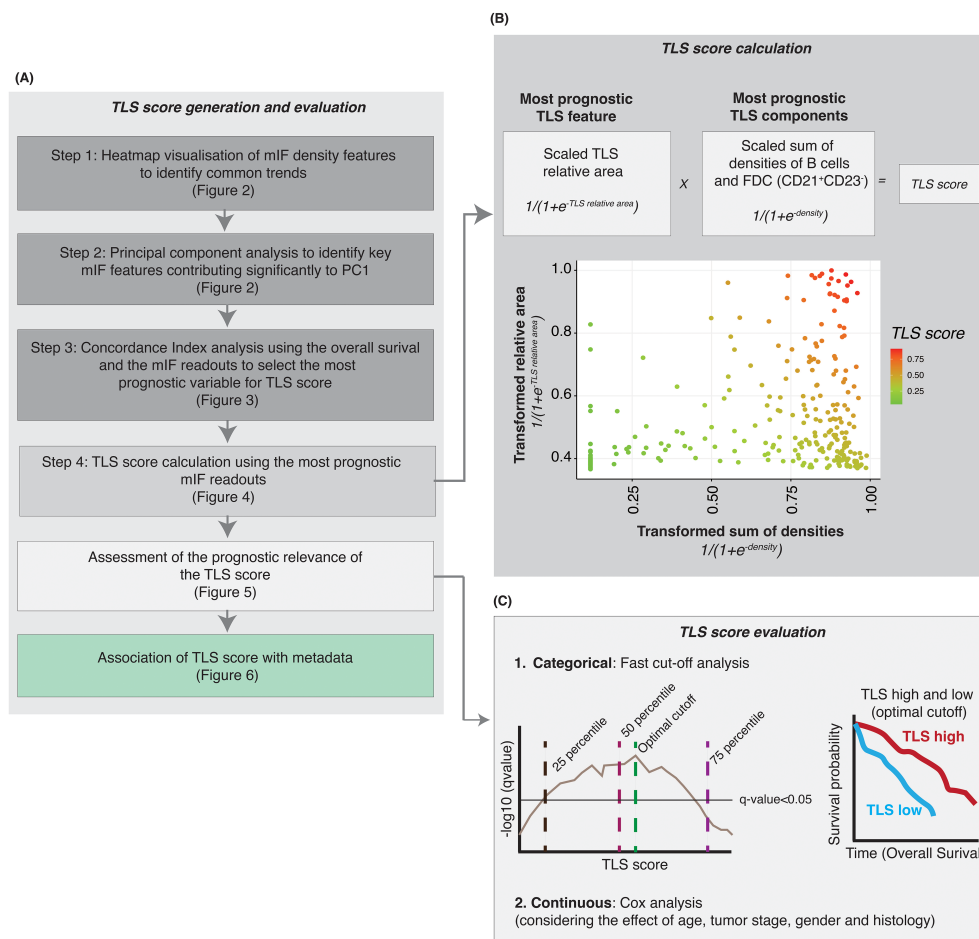 (A)
TLS score generation and evaluation
Step 1: Heatmap visualisation of mIF density features
to identify common trends
(Figure 2)
Step 2: Principal component analysis to identify key
mIF features contributing significantly to PC1
(Figure 2)
Step 3: Concordance Index analysis using the overall surival
and the mIF readouts to select the most
prognostic variable for TLS score
(Figure 3)
Step 4: TLS score calculation using the most prognostic
mIF readouts
(Figure 4)
Assessment of the prognostic relevance of
the TLS score
(Figure 5)
Association of TLS score with metadata
(Figure 6)
(B)
TLS score calculation
Most prognostic
TLS feature
Scaled TLS
relative area
1/(1+e^-TLS relative area)
X
Most prognostic
TLS components
Scaled sum of
densities of B cells
and FDC (CD21⁺CD23⁻)
1/(1+e^-density)
=
TLS score
Transformed relative area
1/(1+e^-TLS relative area)
1.0
0.8
0.6
0.4
0.25
0.50
0.75
1.00
Transformed sum of densities
1/(1+e^-density)
TLS score
0.75
0.50
0.25
(C)
TLS score evaluation
1. Categorical: Fast cut-off analysis
-log10 (qvalue)
25 percentile
50 percentile
Optimal cutoff
75 percentile
q-value<0.05
TLS score
TLS high and low
(optimal cutoff)
Survival probability
TLS high
TLS low
Time (Overall Surival
2. Continuous: Cox analysis
(considering the effect of age, tumor stage, gender and histology)